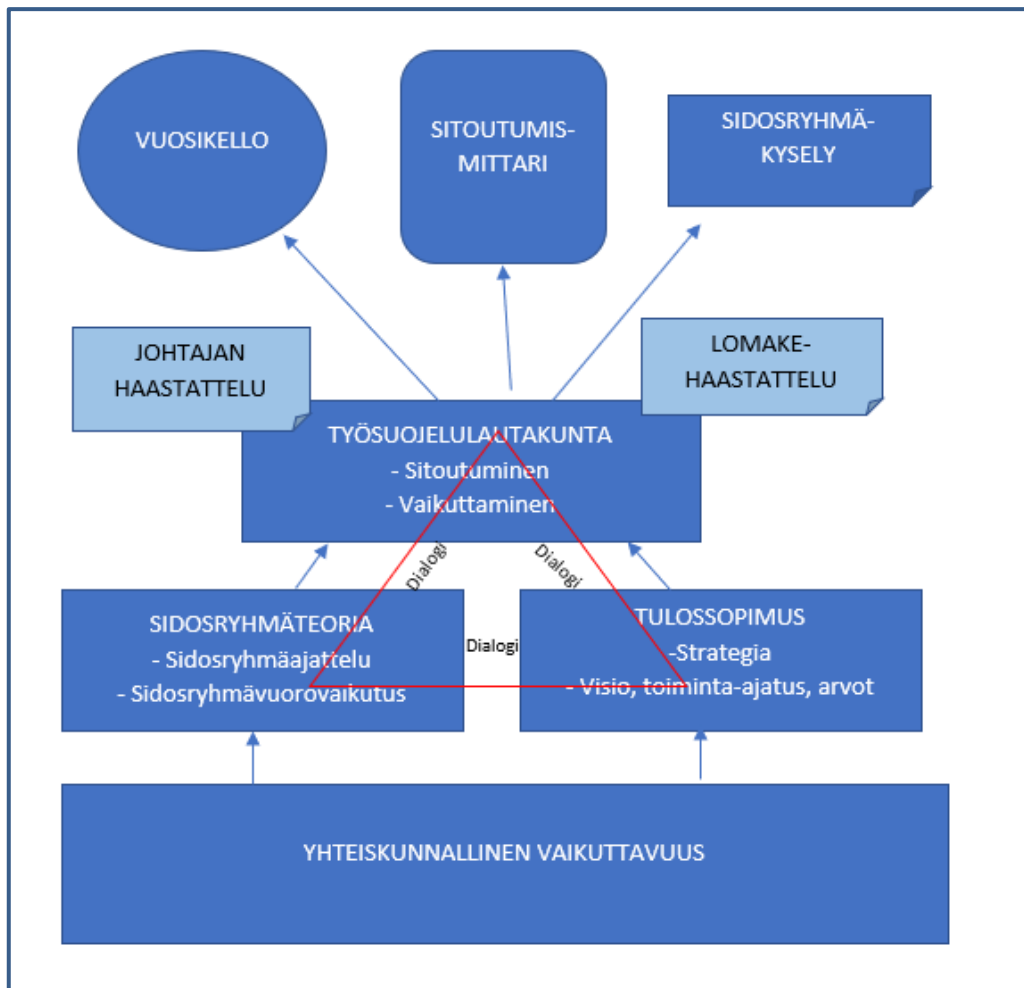 VUOSIKELLO
SITOUTUMIS-
MITTARI
SIDOSRYHMÄ-
KYSELY
JOHTAJAN
HAASTATTELU
LOMAKE-
HAASTATTELU
TYÖSUOJELULAUTAKUNTA
- Sitoutuminen
- Vaikuttaminen
Dialogi
Dialogi
SIDOSRYHMÄTEORIA
- Sidosryhmäajattelu
- Sidosryhmävuorovaikutus
Dialogi
TULOSSOPIMUS
-Strategia
- Visio, toiminta-ajatus, arvot
YHTEISKUNNALLINEN VAIKUTTAVUUS